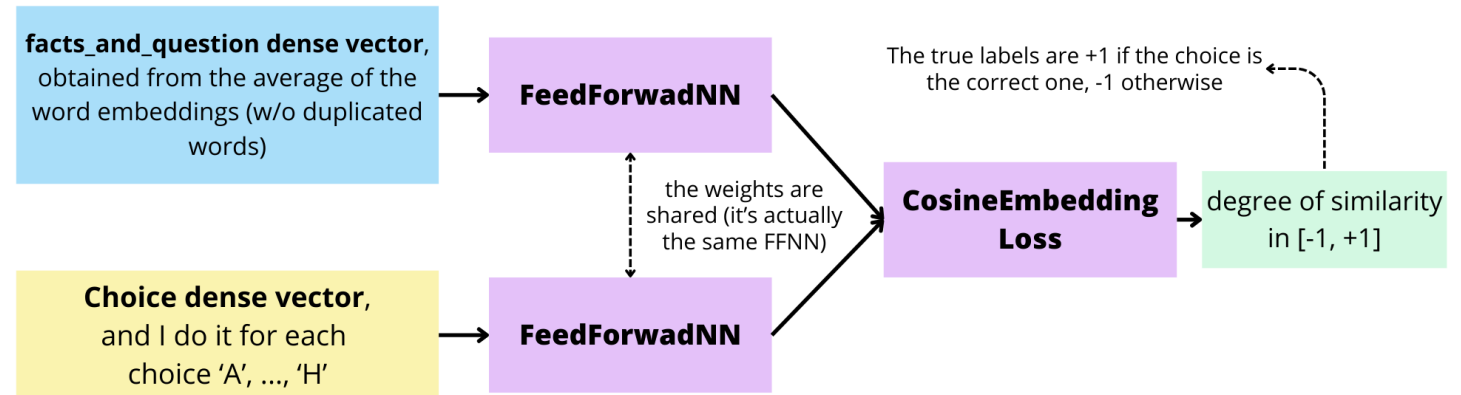 facts_and_question dense vector,
obtained from the average of the
word embeddings (w/o duplicated
words)
FeedForwadNN
The true labels are +1 if the choice is
the correct one, -1 otherwise
the weights are
shared (it's actually
the same FFNN)
CosineEmbedding
Loss
degree of similarity
in [-1, +1]
Choice dense vector,
and I do it for each
choice ‘A’, ..., ‘H’
FeedForwadNN